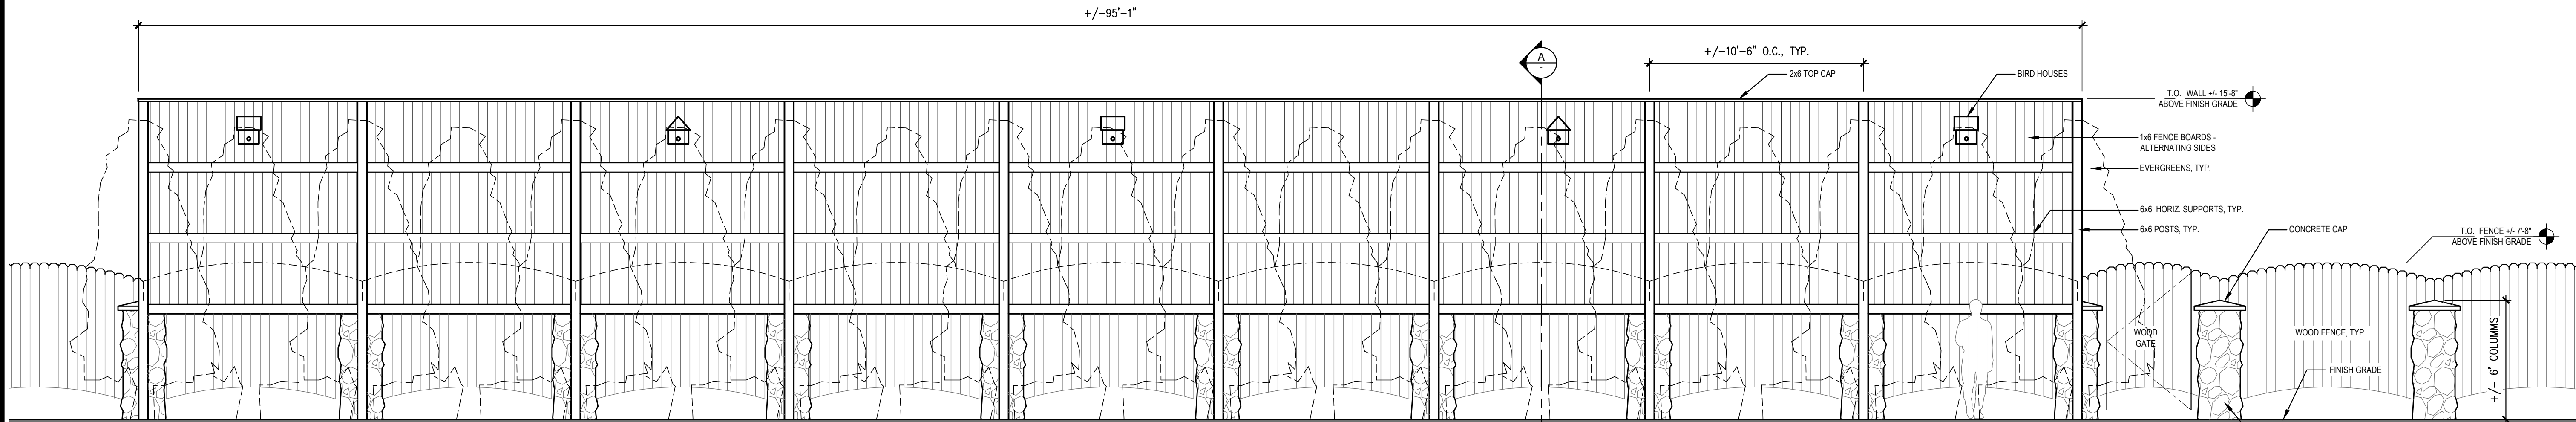 +/-95'-1"
A
-
+/-10'-6" O.C., TYP.
2x6 TOP CAP
BIRD HOUSES
T.O. WALL +/- 15'-8"
ABOVE FINISH GRADE
1x6 FENCE BOARDS -
ALTERNATING SIDES
EVERGREENS, TYP.
6x6 HORIZ. SUPPORTS, TYP.
6x6 POSTS, TYP.
CONCRETE CAP
T.O. FENCE +/- 7'-8"
ABOVE FINISH GRADE
WOOD
GATE
WOOD FENCE, TYP.
FINISH GRADE
+/- 6' COLUMMS